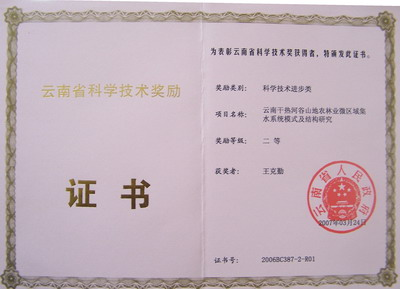 云南省科学技术奖励
证书
为表彰云南省科学技术奖获得者，特颁发此证书。
奖励类别： 科学技术进步类
项目名称： 云南干热河谷山地农林业微区域集
水系统模式及结构研究
奖励等级： 二等
获奖者： 王克勤
云南省人民政府
2007年03月24日
证书号： 2006BC387-2-R01